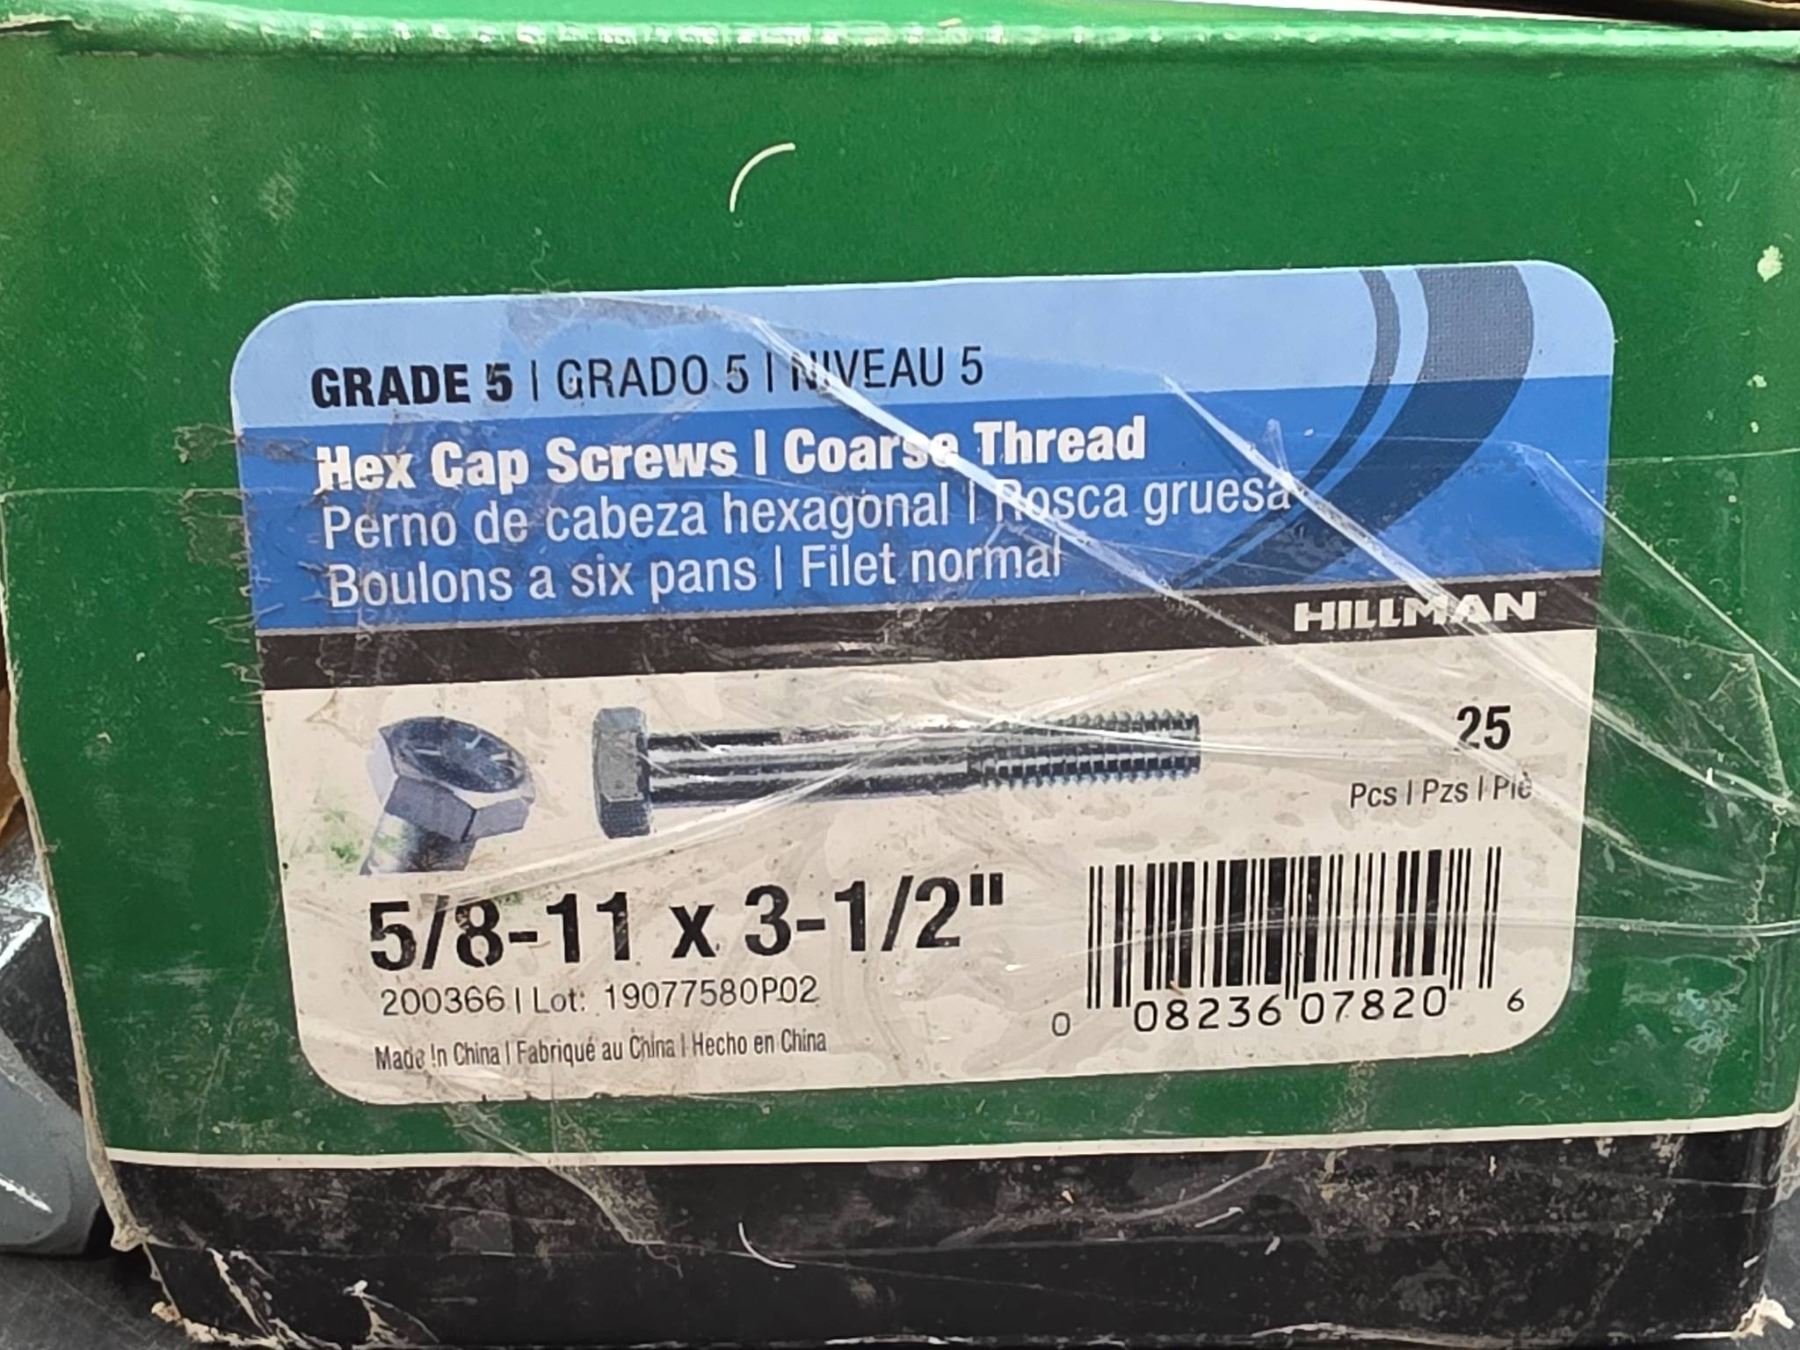 GRADE 5 | GRADO 5 | NIVEAU 5
Hex Cap Screws | Coarse Thread
Perno de cabeza hexagonal | Rosca gruesa
Boulons a six pans | Filet normal
HILLMAN
25
Pcs | Pzs | Piè
5/8-11 x 3-1/2"
200366 | Lot: 19077580P02
Made In China | Fabriqué au China | Hecho en China
0 08236 07820 6